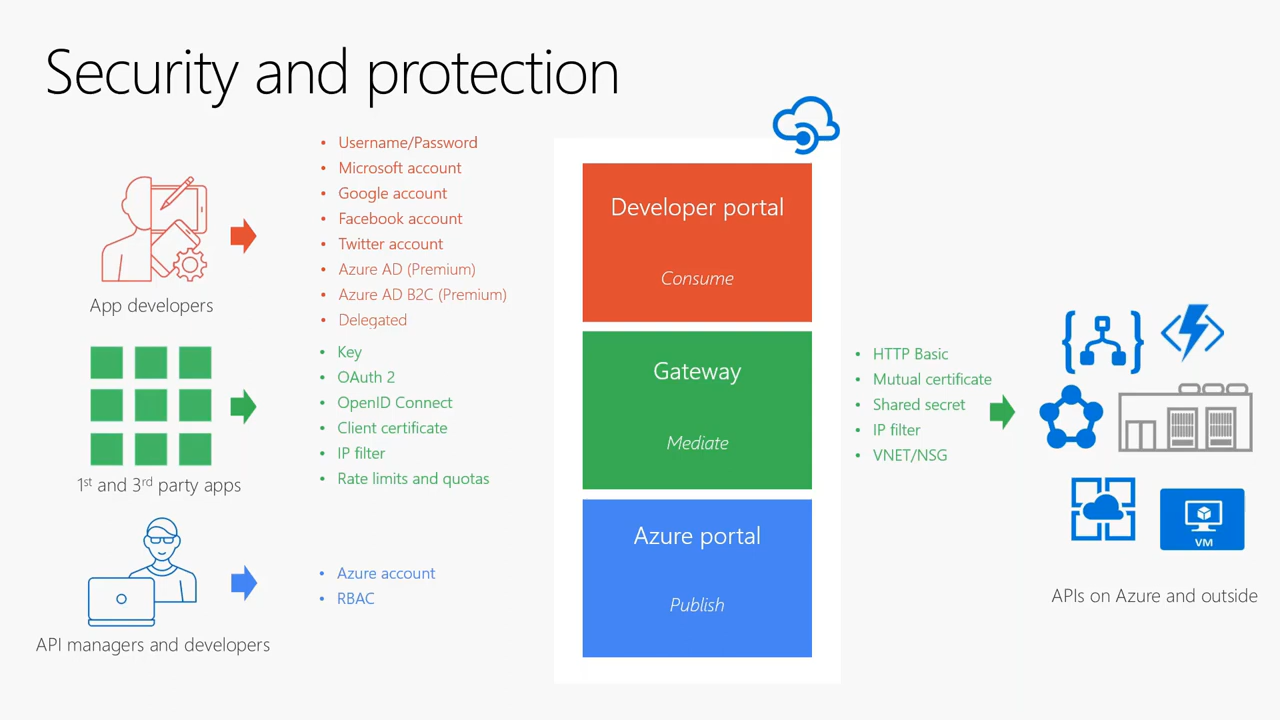 Security and protection
• Username/Password
• Microsoft account
• Google account
• Facebook account
• Twitter account
• Azure AD (Premium)
• Azure AD B2C (Premium)
• Delegated
App developers
Developer portal
Consume
• Key
• OAuth 2
• OpenID Connect
• Client certificate
• IP filter
• Rate limits and quotas
1st and 3rd party apps
Gateway
Mediate
• HTTP Basic
• Mutual certificate
• Shared secret
• IP filter
• VNET/NSG
VM
APIs on Azure and outside
• Azure account
• RBAC
API managers and developers
Azure portal
Publish